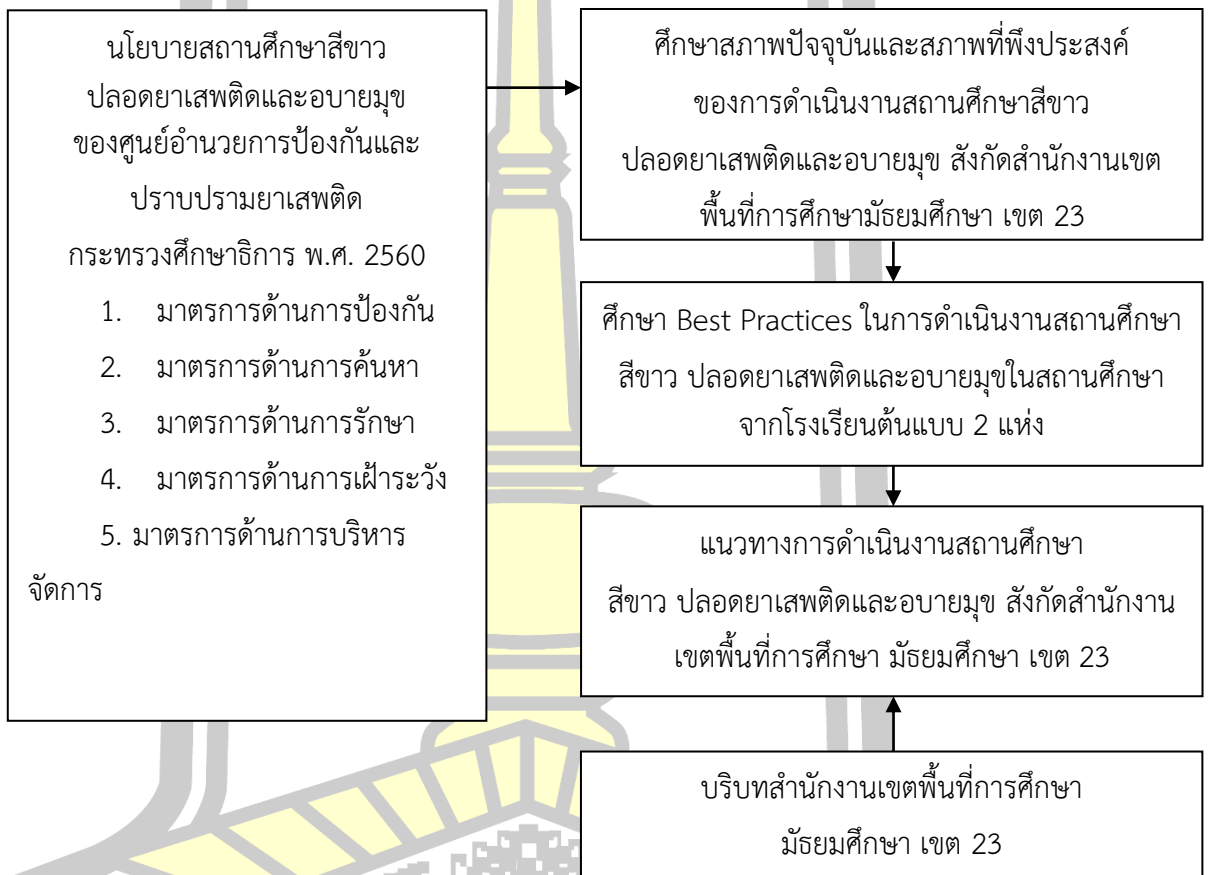 นโยบายสถานศึกษาสีขาว
ปลอดยาเสพติดและอบายมุข
ของศูนย์อำนวยการป้องกันและ
ปราบปรามยาเสพติด
กระทรวงศึกษาธิการ พ.ศ. 2560
1. มาตรการด้านการป้องกัน
2. มาตรการด้านการค้นหา
3. มาตรการด้านการรักษา
4. มาตรการด้านการเฝ้าระวัง
5. มาตรการด้านการบริหาร
จัดการ
ศึกษาสภาพปัจจุบันและสภาพที่พึงประสงค์
ของการดำเนินงานสถานศึกษาสีขาว
ปลอดยาเสพติดและอบายมุข สังกัดสำนักงานเขต
พื้นที่การศึกษามัธยมศึกษา เขต 23
ศึกษา Best Practices ในการดำเนินงานสถานศึกษา
สีขาว ปลอดยาเสพติดและอบายมุขในสถานศึกษา
จากโรงเรียนต้นแบบ 2 แห่ง
แนวทางการดำเนินงานสถานศึกษา
สีขาว ปลอดยาเสพติดและอบายมุข สังกัดสำนักงาน
เขตพื้นที่การศึกษา มัธยมศึกษา เขต 23
บริบทสำนักงานเขตพื้นที่การศึกษา
มัธยมศึกษา เขต 23